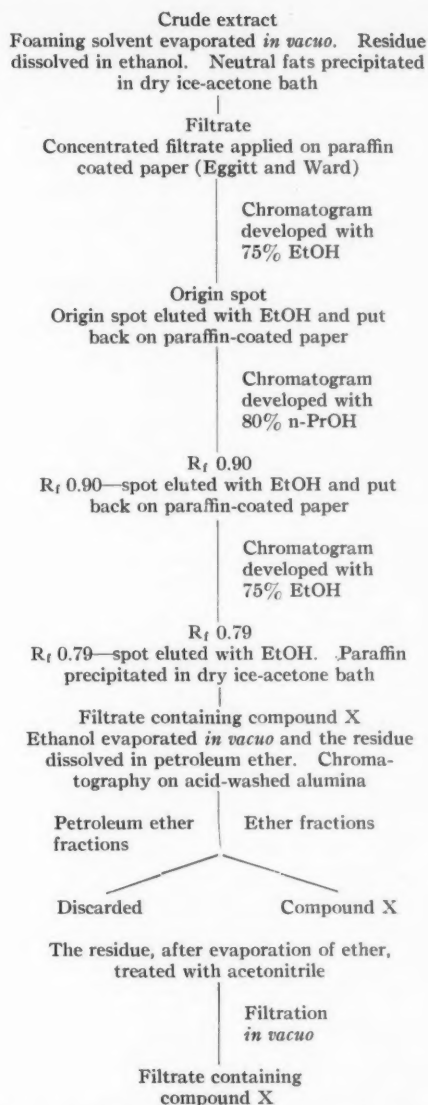 Crude extract
Foaming solvent evaporated in vacuo. Residue
dissolved in ethanol. Neutral fats precipitated
in dry ice-acetone bath
Filtrate
Concentrated filtrate applied on paraffin
coated paper (Eggitt and Ward)
Chromatogram
developed with
75% EtOH
Origin spot
Origin spot eluted with EtOH and put
back on paraffin-coated paper
Chromatogram
developed with
80% n-PrOH
Rf 0.90
Rf 0.90—spot eluted with EtOH and put
back on paraffin-coated paper
Chromatogram
developed with
75% EtOH
Rf 0.79
Rf 0.79—spot eluted with EtOH. Paraffin
precipitated in dry ice-acetone bath
Filtrate containing compound X
Ethanol evaporated in vacuo and the residue
dissolved in petroleum ether. Chroma-
tography on acid-washed alumina
Petroleum ether
fractions
Ether fractions
Discarded
Compound X
The residue, after evaporation of ether,
treated with acetonitrile
Filtration
in vacuo
Filtrate containing
compound X